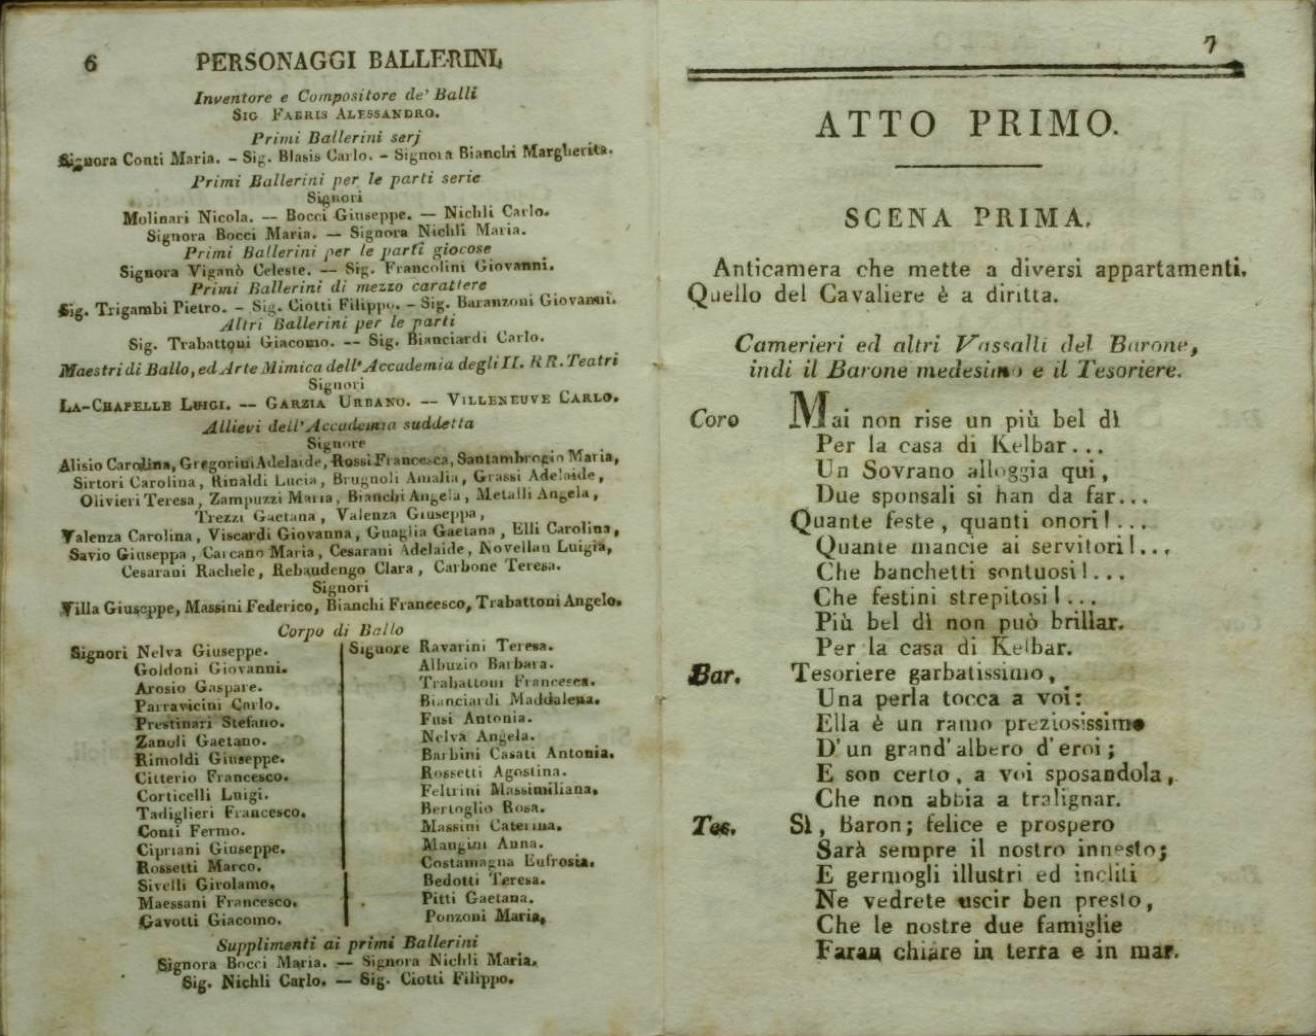 6
PERSONAGGI BALLERINI,
Inventore e Compositore de' Balli
SIG FABRIS ALESSANDRO.
Primi Ballerini serj
Signora Conti Maria. – Sig. Blasis Carlo. – Signora Bianchi Margherita.
Primi Ballerini per le parti serie
Signori
Molinari Nicola. — Bocci Giuseppe. — Nichli Carlo.
Signora Bocci Maria. — Signora Nichli Maria.
Primi Ballerini per le parti giocose
Signora Viganò Celeste. — Sig. Francolini Giovanni.
Primi Ballerini di mezzo carattere
Sig. Trigambi Pietro. – Sig. Ciotti Filippo. – Sig. Baranzoni Giovanni.
Altri Ballerini per le parti
Sig. Trabattoni Giacomo. -- Sig. Bianciardi Carlo.
Maestri di Ballo, ed Arte Mimica dell' Accademia degli II. RR. Teatri
Signori
LA-CHAPELLE LUIGI. — GARZIA URBANO. — VILLENEUVE CARLO.
Allievi dell' Accademia suddetta
Signore
Alisio Carolina, Gregorini Adelaide, Rossi Francesca, Santambrogio Maria,
Sirtori Carolina, Rinaldi Lucia, Brugnoli Amalia, Grassi Adelaide,
Olivieri Teresa, Zampuzzi Maria, Bianchi Angela, Metalli Angela,
Trezzi Gaetana, Valenza Giuseppa,
Valenza Carolina, Viscardi Giovanna, Guaglia Gaetana, Elli Carolina,
Savio Giuseppa, Carcano Maria, Cesarani Adelaide, Novellau Luigia,
Cesarani Rachele, Rebaudengo Clara, Carbone Teresa.
Signori
Villa Giuseppe, Massini Federico, Bianchi Francesco, Trabattoni Angelo.
Corpo di Ballo
Signori Nelva Giuseppe.
Goldoni Giovanni.
Arosio Gaspare.
Parravicini Carlo.
Prestinari Stefano.
Zanoli Gaetano.
Rimoldi Giuseppe.
Citterio Francesco.
Corticelli Luigi.
Tadiglieri Francesco.
Conti Fermo.
Cipriani Giuseppe.
Rossetti Marco.
Sivelli Girolamo.
Maessani Francesco.
Gavotti Giacomo.
Signore Ravarini Teresa.
Albuzio Barbara.
Trabattoni Francesca.
Bianciardi Maddalena.
Fusi Antonia.
Nelva Angela.
Barbini Casati Antonia.
Rossetti Agostina.
Feltrini Massimiliana.
Bertoglio Rosa.
Massini Caterina.
Mangini Anna.
Costamagna Eufrosia.
Bedotti Teresa.
Pitti Gaetana.
Ponzoni Maria,
Supplimenti ai primi Ballerini
Signora Bocci Maria. — Signora Nichli Maria.
Sig. Nichli Carlo. — Sig. Ciotti Filippo.
7
ATTO PRIMO.
SCENA PRIMA.
Anticamera che mette a diversi appartamenti.
Quello del Cavaliere è a diritta.
Camerieri ed altri Vassalli del Barone,
indi il Barone medesimo e il Tesoriere.
Coro Mai non rise un più bel dì
Per la casa di Kelbar...
Un Sovrano alloggia qui,
Due sponsali si han da far...
Quante feste, quanti onori!...
Quante mancie ai servitori!...
Che banchetti sontuosi!...
Che festini strepitosi!...
Più bel dì non può brillar.
Per la casa di Kelbar.
Bar. Tesoriere garbatissimo,
Una perla tocca a voi:
Ella è un ramo preziosissimo
D'un grand'albero d'eroi;
E son certo, a voi sposandola,
Che non abbia a tralignar.
Tes. Sì, Baron; felice e prospero
Sarà sempre il nostro innesto;
E germogli illustri ed incliti
Ne vedrete uscir ben presto,
Che le nostre due famiglie
Faran chiare in terra e in mar.